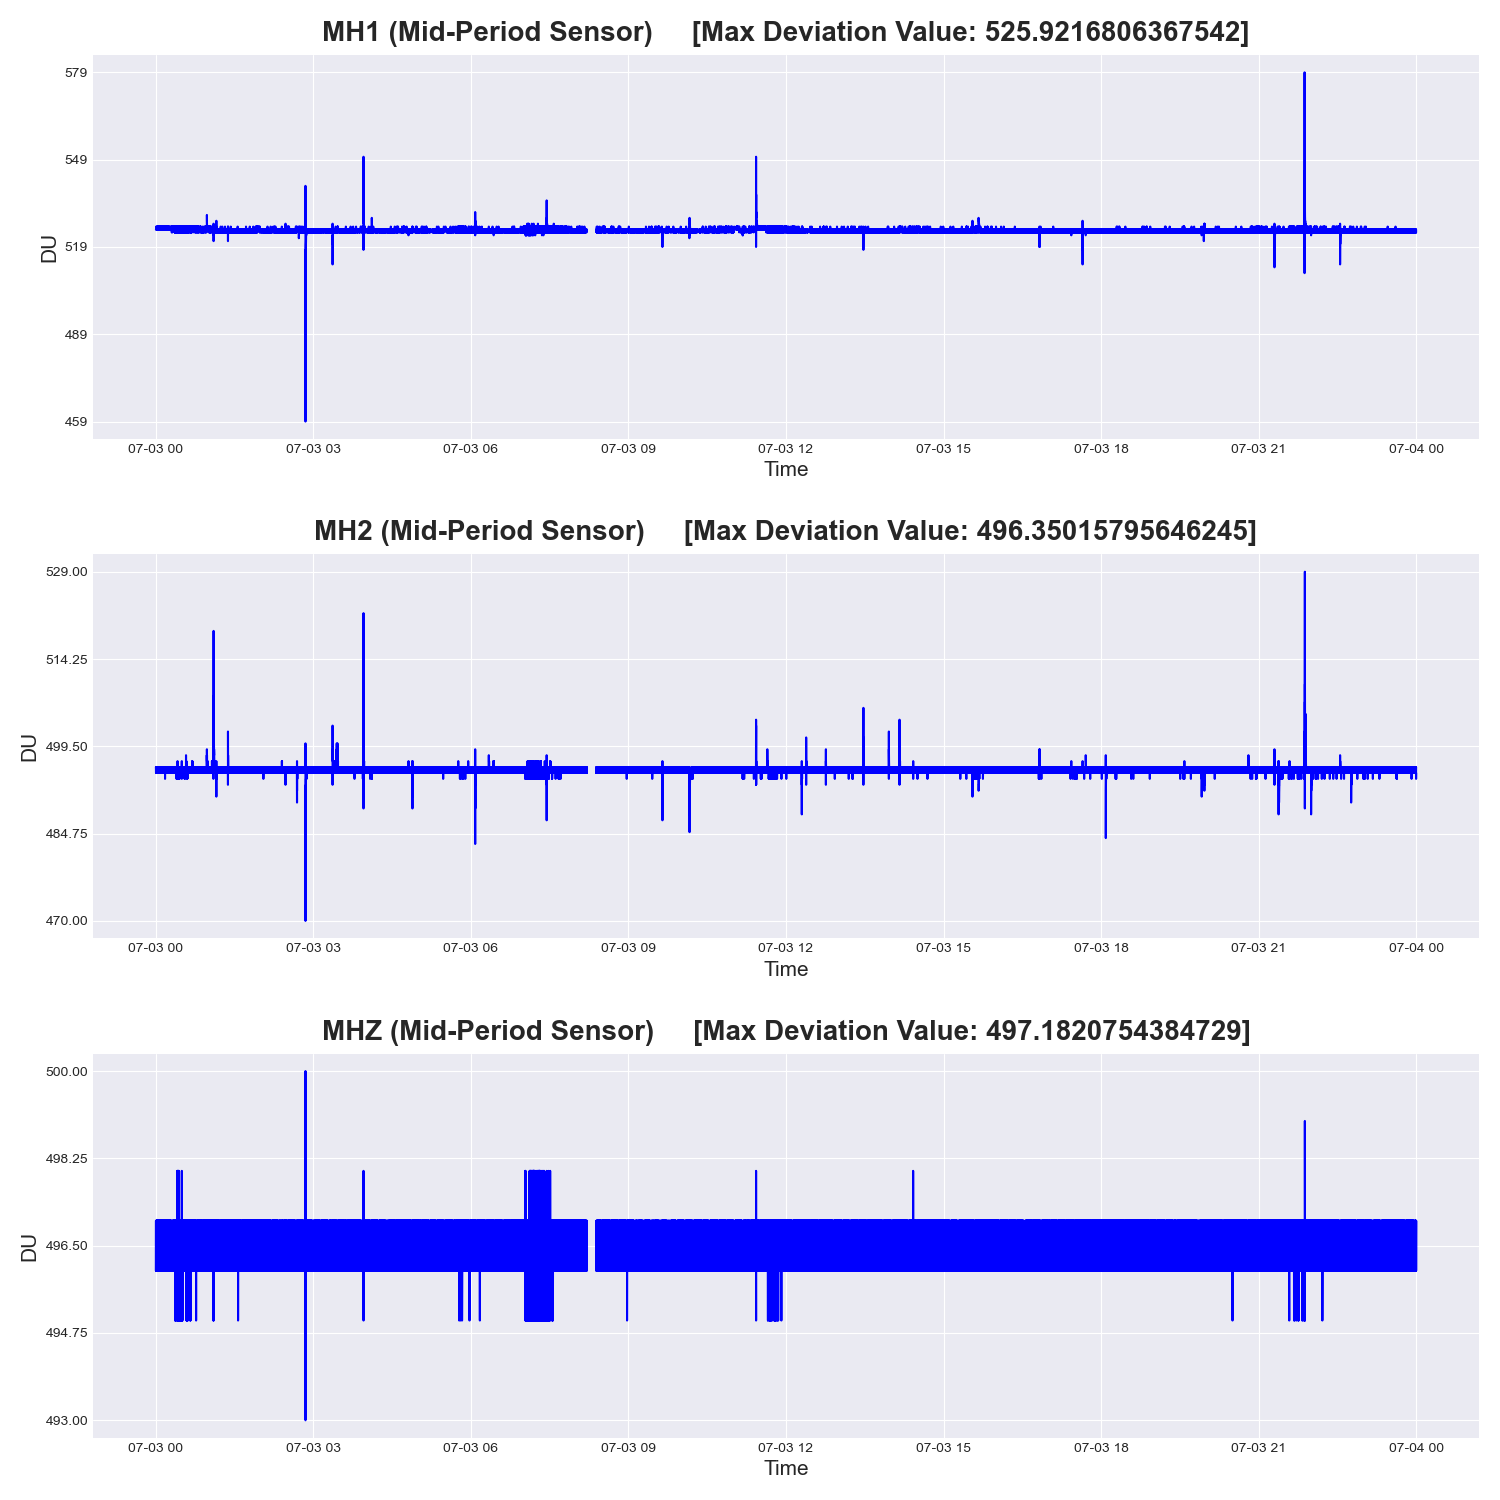 MH1 (Mid-Period Sensor) [Max Deviation Value: 525.9216806367542]
579
549
519
489
459
DU
07-03 00 07-03 03 07-03 06 07-03 09 07-03 12 07-03 15 07-03 18 07-03 21 07-04 00
Time
MH2 (Mid-Period Sensor) [Max Deviation Value: 496.35015795646245]
529.00
514.25
499.50
484.75
470.00
DU
07-03 00 07-03 03 07-03 06 07-03 09 07-03 12 07-03 15 07-03 18 07-03 21 07-04 00
Time
MHZ (Mid-Period Sensor) [Max Deviation Value: 497.1820754384729]
500.00
498.25
496.50
494.75
493.00
DU
07-03 00 07-03 03 07-03 06 07-03 09 07-03 12 07-03 15 07-03 18 07-03 21 07-04 00
Time